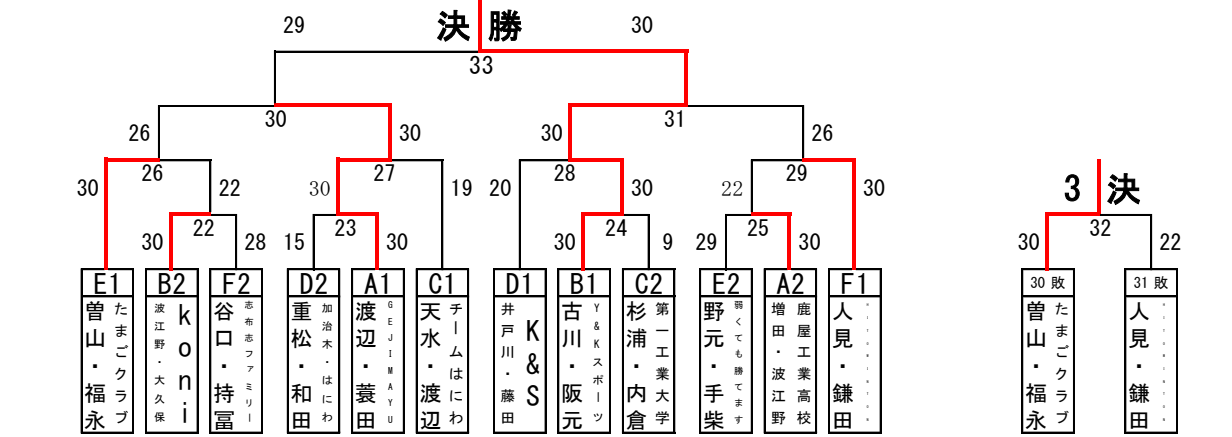 29 決勝 30
33
30 31
26 30 30 26
26 27 28 29
30 22 30 19 20 30 22 30
3決
22 23 24 25 32
30 28 15 30 30 9 29 30 30 22
E1 B2 F2 D2 A1 C1 D1 B1 C2 E2 A2 F1 30敗 31敗
たまごクラブ
曽山・福永
koni
波江野・大久保
志布志ファミリー
谷口・持冨
加治木・はにわ
重松・和田
GEJIMAYU
渡辺・蓑田
チームはにわ
天水・渡辺
K&S
井戸川・藤田
Y&Kスポーツ
古川・阪元
第一工業大学
杉浦・内倉
弱くても勝てます
野元・手柴
鹿屋工業高校
増田・波江野
人見・鎌田
たまごクラブ
曽山・福永
人見・鎌田